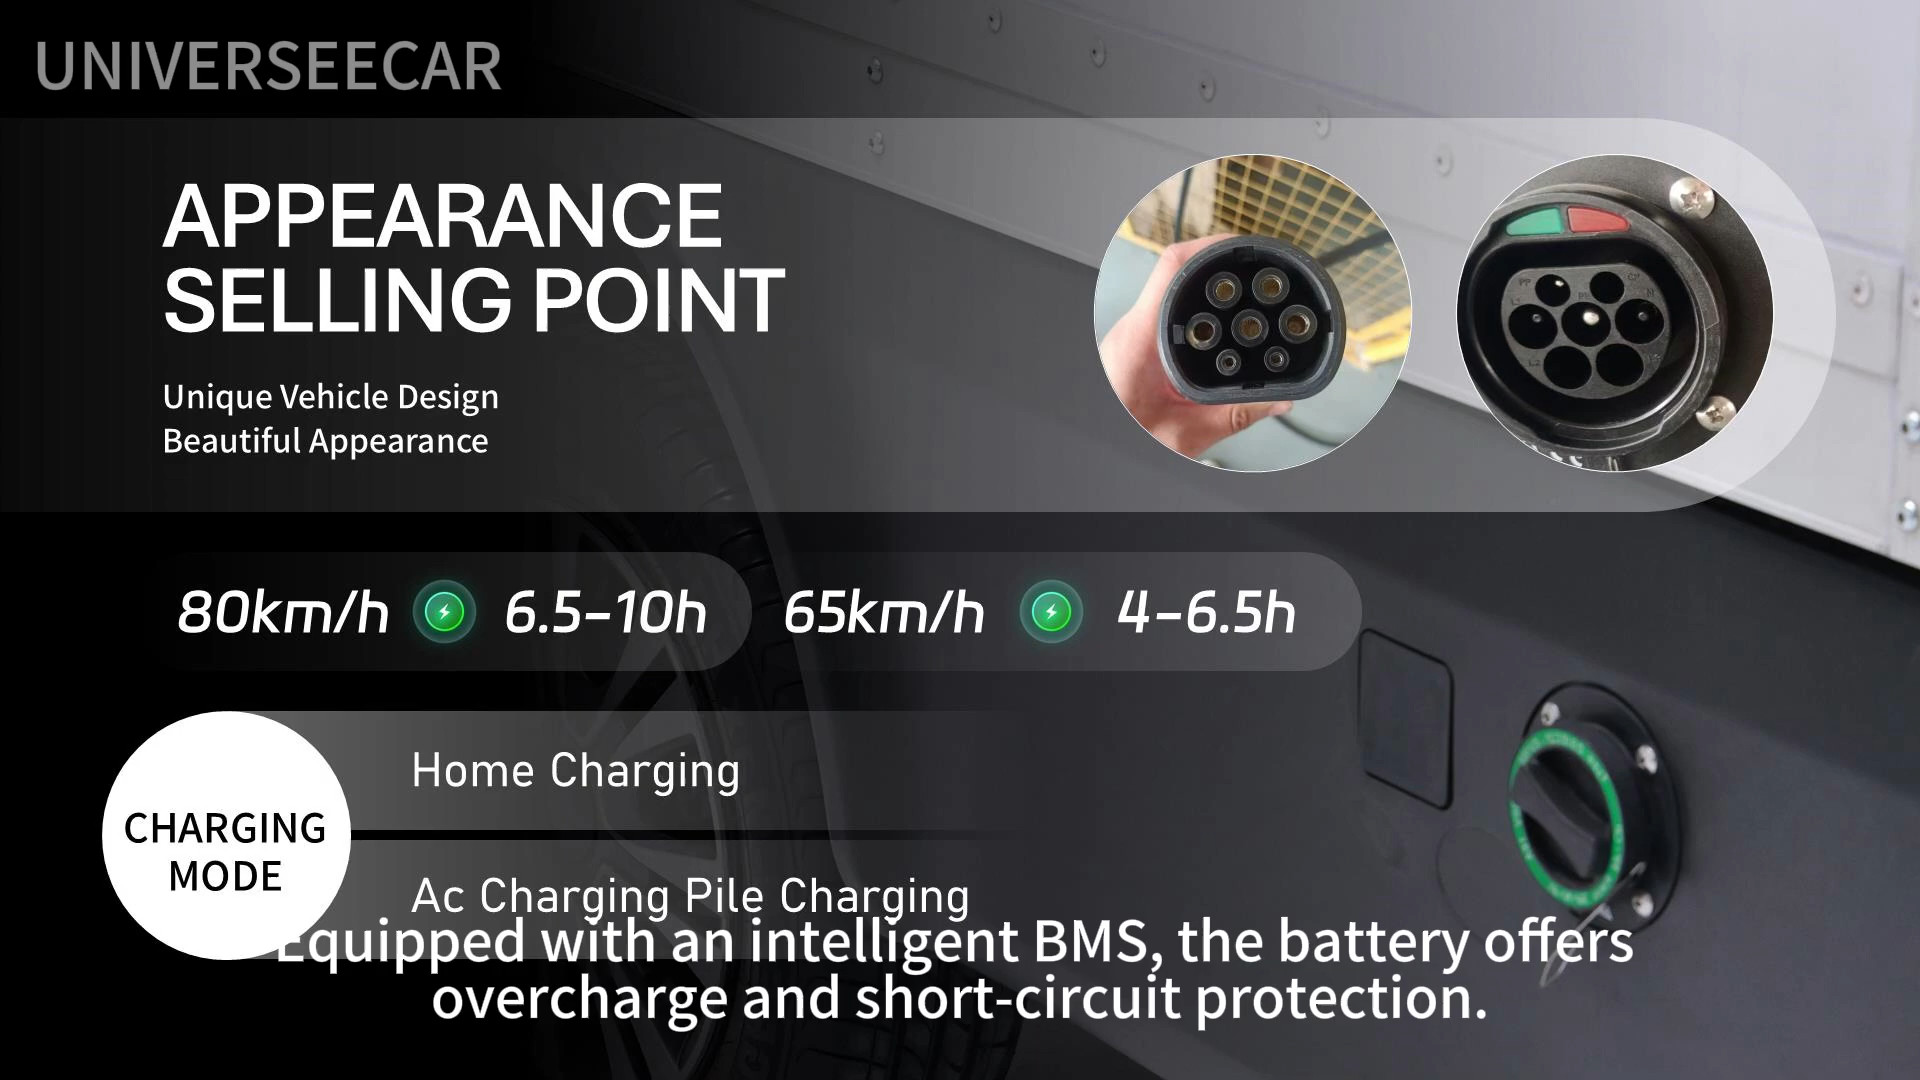 UNIVERSEECAR
APPEARANCE
SELLING POINT
Unique Vehicle Design
Beautiful Appearance
80km/h 6.5-10h 65km/h 4-6.5h
CHARGING
MODE
Home Charging
Ac Charging Pile Charging
Equipped with an intelligent BMS, the battery offers
overcharge and short-circuit protection.